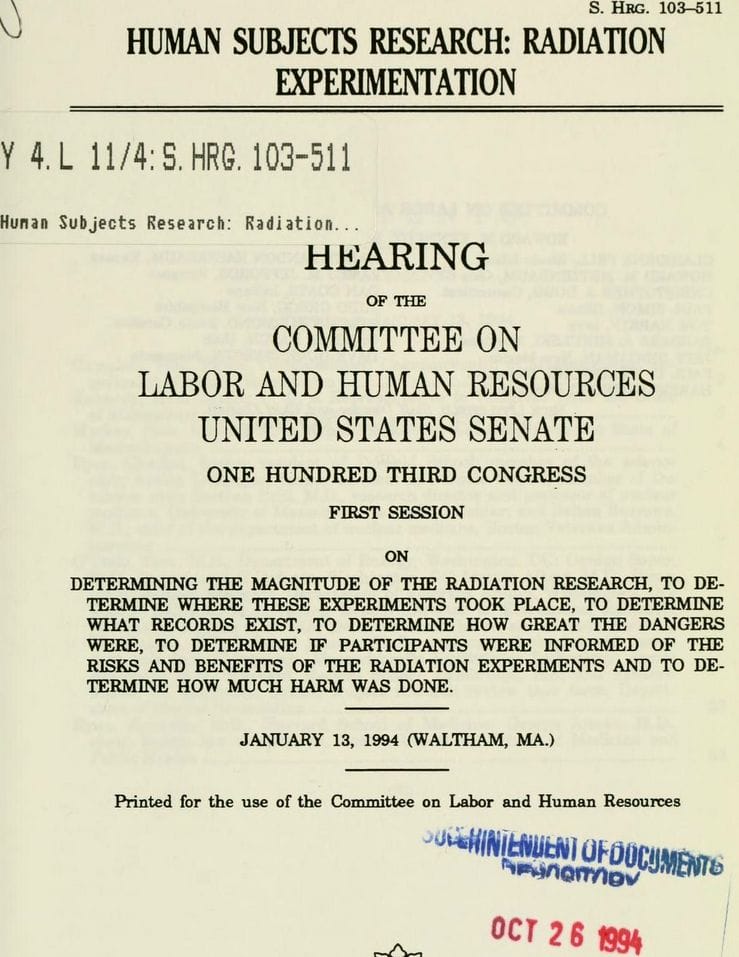 S. HRG. 103–511
HUMAN SUBJECTS RESEARCH: RADIATION
EXPERIMENTATION
Y 4. L 11/4: S. HRG. 103-511
Human Subjects Research: Radiation...
HEARING
OF THE
COMMITTEE ON
LABOR AND HUMAN RESOURCES
UNITED STATES SENATE
ONE HUNDRED THIRD CONGRESS
FIRST SESSION
ON
DETERMINING THE MAGNITUDE OF THE RADIATION RESEARCH, TO DE-
TERMINE WHERE THESE EXPERIMENTS TOOK PLACE, TO DETERMINE
WHAT RECORDS EXIST, TO DETERMINE HOW GREAT THE DANGERS
WERE, TO DETERMINE IF PARTICIPANTS WERE INFORMED OF THE
RISKS AND BENEFITS OF THE RADIATION EXPERIMENTS AND TO DE-
TERMINE HOW MUCH HARM WAS DONE.
JANUARY 13, 1994 (WALTHAM, MA.)
Printed for the use of the Committee on Labor and Human Resources
SUPERINTENDENT OF DOCUMENTS
OCT 26 1994